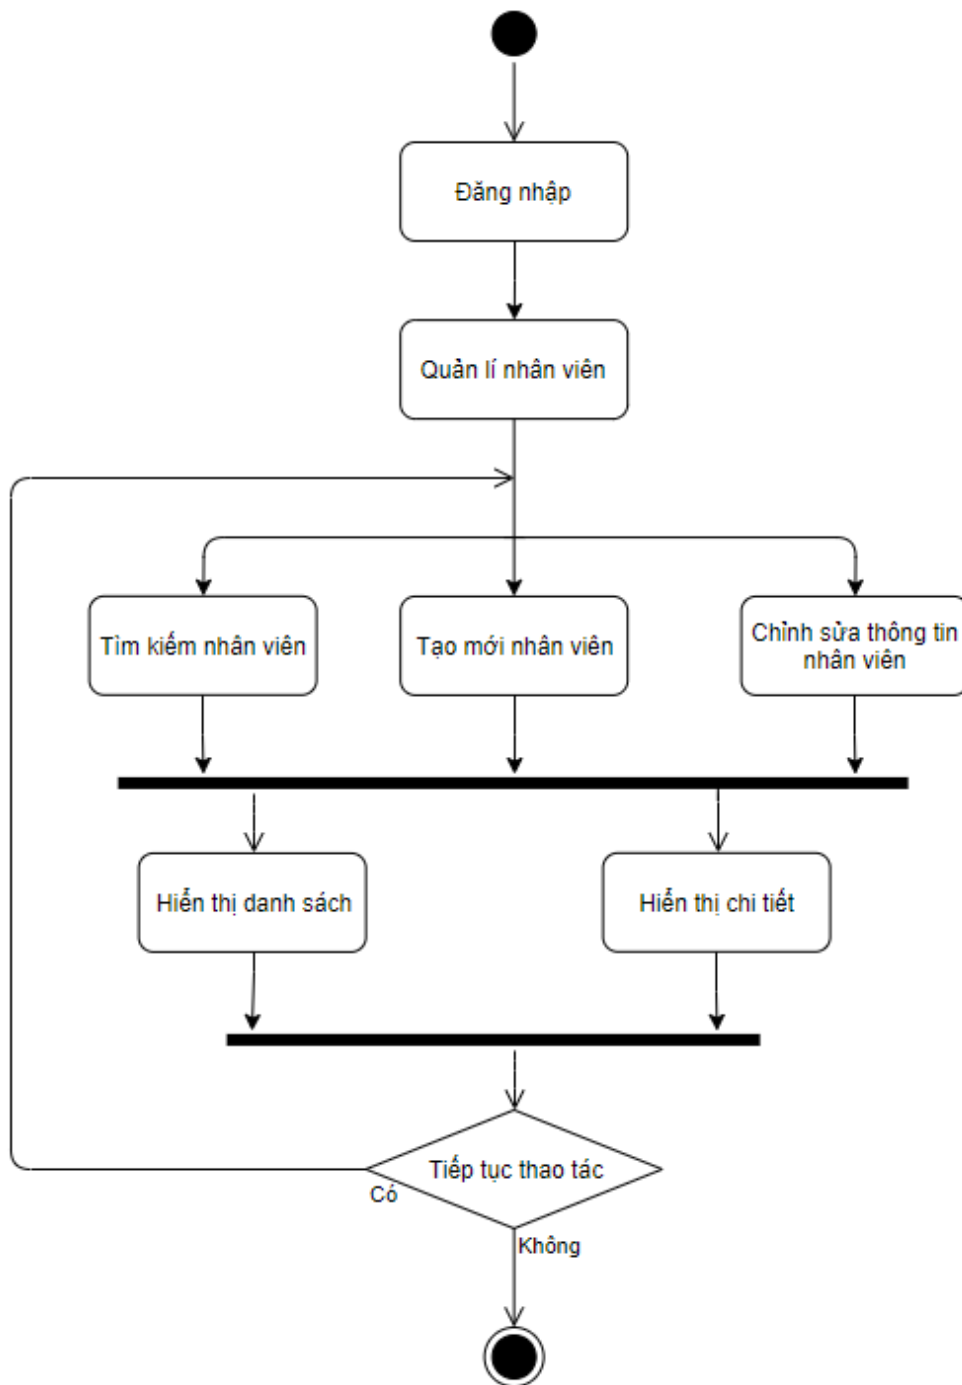 Đăng nhập
Quản lí nhân viên
Tìm kiếm nhân viên
Tạo mới nhân viên
Chỉnh sửa thông tin
nhân viên
Hiển thị danh sách
Hiển thị chi tiết
Tiếp tục thao tác
Có
Không